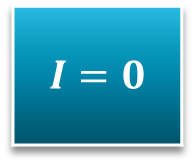 I = 0